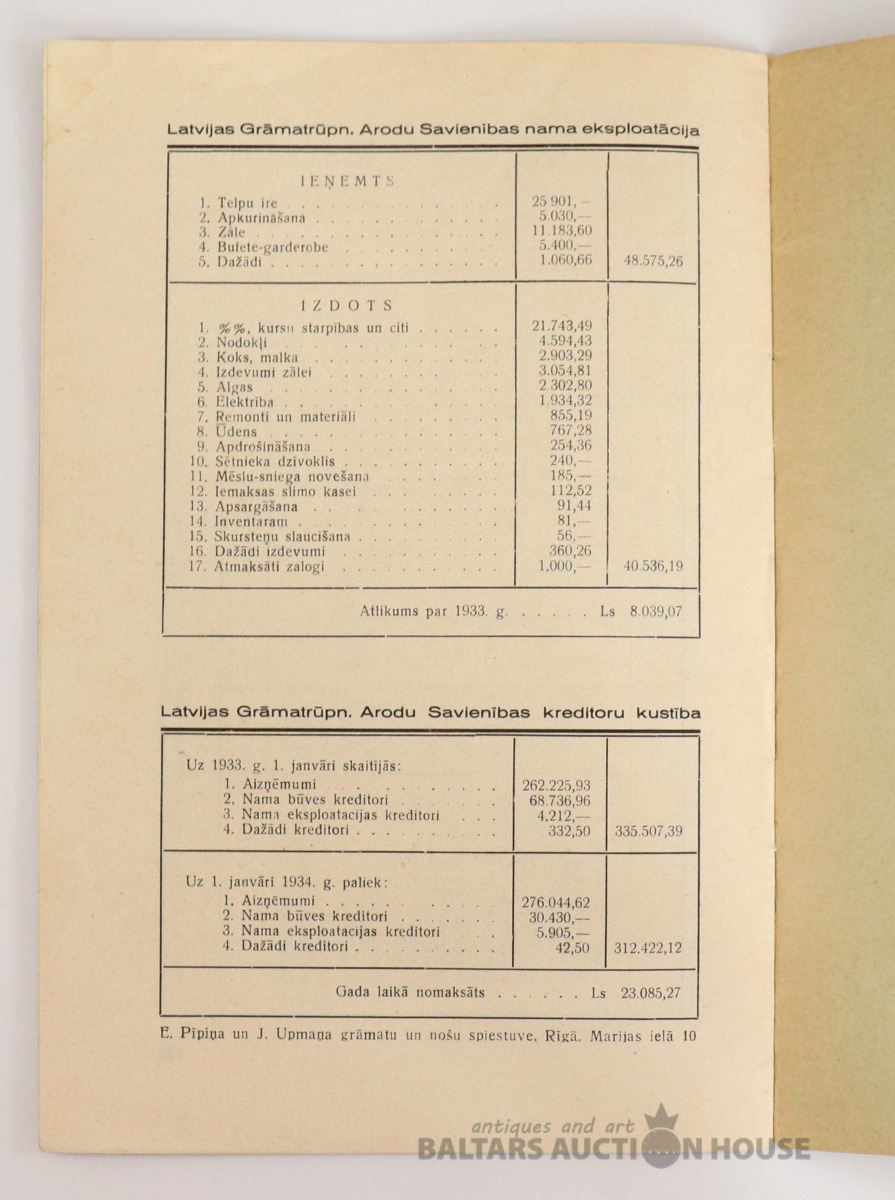 Latvijas Grāmatrūpn. Arodu Savienības nama eksploatācija
IEŅEMTS
1. Telpu īre . . . . . . . . . . . . . 25 901,—
2. Apkurināšana . . . . . . . . . . . . 5.030,—
3. Zāle . . . . . . . . . . . . . . . 11 183,60
4. Bufete-garderobe . . . . . . . . 5.400,—
5. Dažādi . . . . . . . . . . . . . . 1.060,66 48.575,26
IZDOTS
1. %%, kursu starpības un citi . . . . . . 21.743,49
2. Nodokļi . . . . . . . . . . . . 4.594,43
3. Koks, malka . . . . . . . . . . . . 2.903,29
4. Izdevumi zālei . . . . . . . . . 3.054,81
5. Algas . . . . . . . . . . . . . 2 302,80
6. Elektrība . . . . . . . . . . . . . 1.934,32
7. Remonti un materiāli . . . . . . . . 855,19
8. Ūdens . . . . . . . . . . . . . . 767,28
9. Apdrošināšana . . . . . . . . . . . 254,36
10. Sētnieka dzīvoklis . . . . . . . . . . 240,—
11. Mēslu-sniega novešana . . . . . . 185,—
12. Iemaksas slimo kasei . . . . . . . . 112,52
13. Apsargāšana . . . . . . . . . . . 91,44
14. Inventaram . . . . . . . . . . . . 81,—
15. Skursteņu slaucīšana . . . . . . . . . 56,—
16. Dažādi izdevumi . . . . . . . . . . 360,26
17. Atmaksāti zalogi . . . . . . . . . . 1.000,— 40.536,19
Atlikums par 1933. g. . . . . . Ls 8.039,07
Latvijas Grāmatrūpn. Arodu Savienības kreditoru kustība
Uz 1933. g. 1. janvāri skaitījās:
1. Aizņēmumi . . . . . . . . . 262.225,93
2. Nama būves kreditori . . . . . . . 68.736,96
3. Nama eksploatacijas kreditori . . . 4.212,—
4. Dažādi kreditori . . . . . . . . . . 332,50 335.507,39
Uz 1. janvāri 1934. g. paliek:
1. Aizņēmumi . . . . . . . . . . . 276.044,62
2. Nama būves kreditori . . . . . . . 30.430,—
3. Nama eksploatacijas kreditori . . . 5.905,—
4. Dažādi kreditori . . . . . . . . . . 42,50 312.422,12
Gada laikā nomaksāts . . . . . . Ls 23.085,27
E. Pīpiņa un J. Upmaņa grāmatu un nošu spiestuve, Rīgā. Marijas ielā 10
antiques and art
BALTARS AUCTION HOUSE